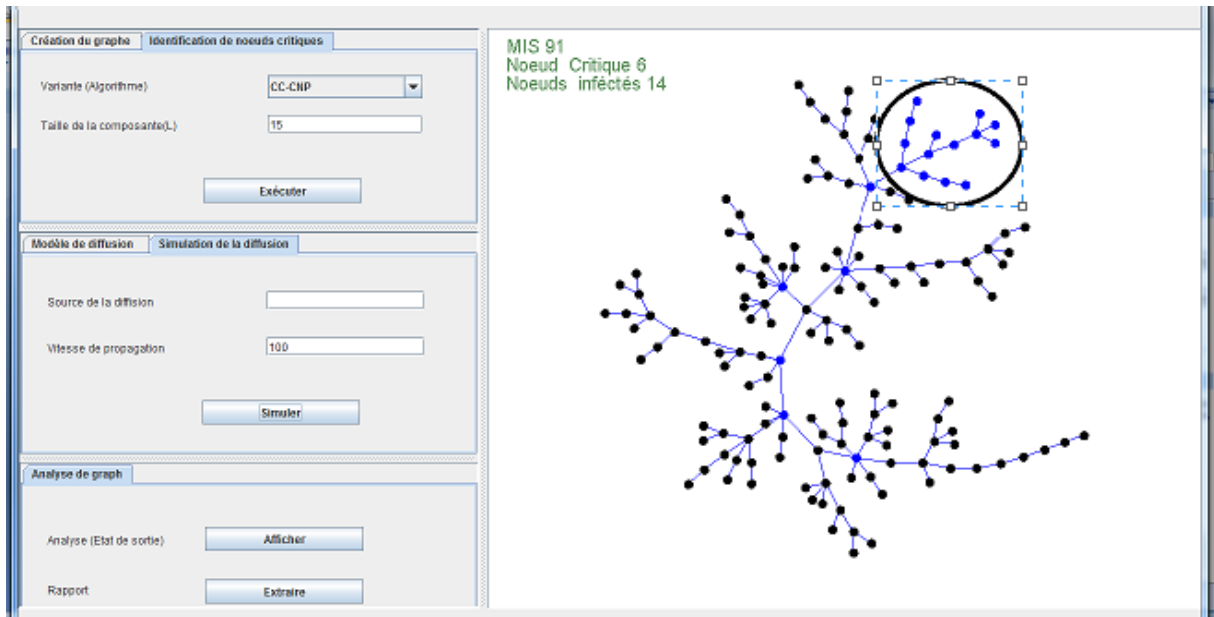 Création du graphe
Identification de noeuds critiques
Variante (Algorithme)
CC-CNP
Taille de la composante(L)
15
Exécuter
Modèle de diffusion
Simulation de la diffusion
Source de la diffision
Vitesse de propagation
100
Simuler
Analyse de graph
Analyse (Etat de sortie)
Afficher
Rapport
Extraire
MIS 91
Noeud Critique 6
Noeuds inféctés 14